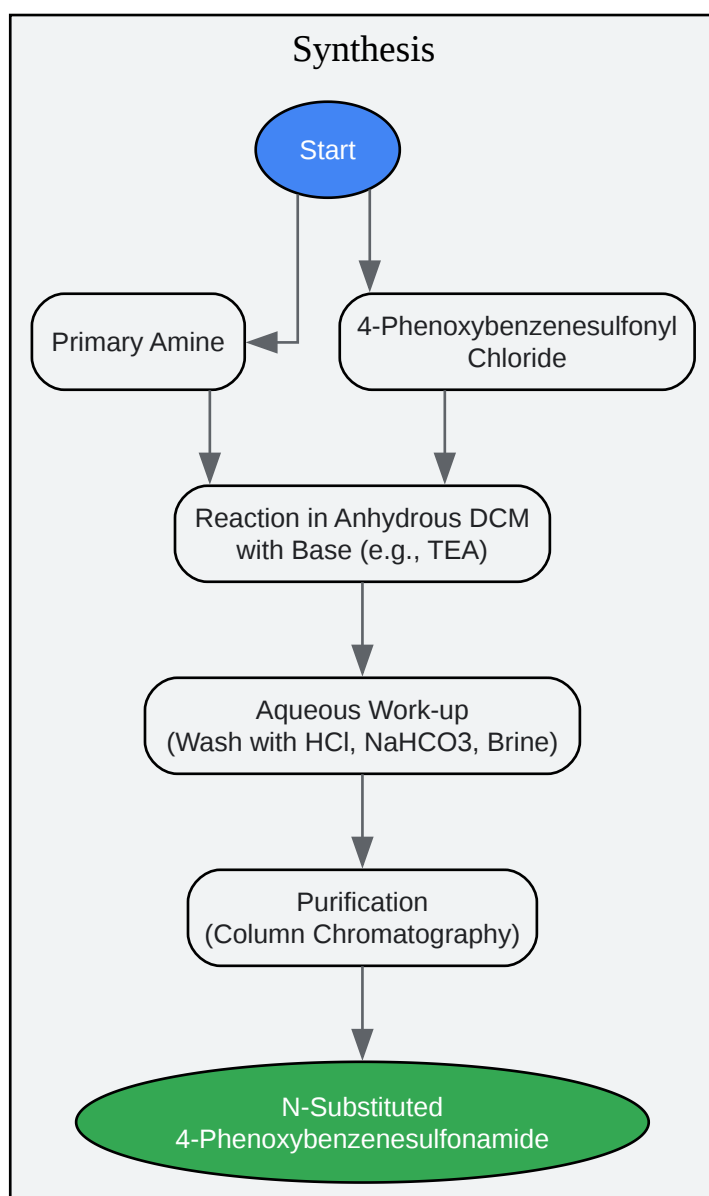 Synthesis
Start
Primary Amine
4-Phenoxybenzenesulfonyl
Chloride
Reaction in Anhydrous DCM
with Base (e.g., TEA)
Aqueous Work-up
(Wash with HCl, NaHCO3, Brine)
Purification
(Column Chromatography)
N-Substituted
4-Phenoxybenzenesulfonamide